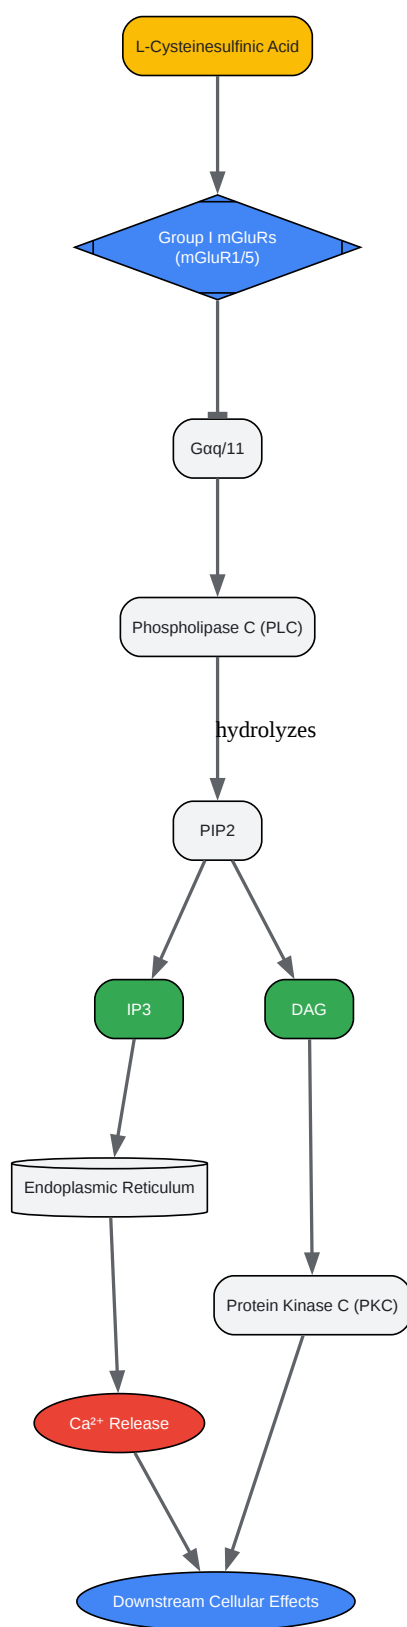 L-Cysteinesulfinic Acid
Group I mGluRs
(mGluR1/5)
Gαq/11
Phospholipase C (PLC)
hydrolyzes
PIP2
IP3
DAG
Endoplasmic Reticulum
Protein Kinase C (PKC)
Ca²⁺ Release
Downstream Cellular Effects